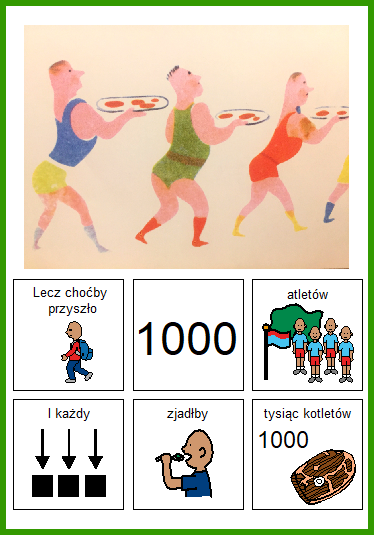 Lecz choćby
przyszło
1000
atletów
I każdy
zjadłby
tysiąc kotletów
1000